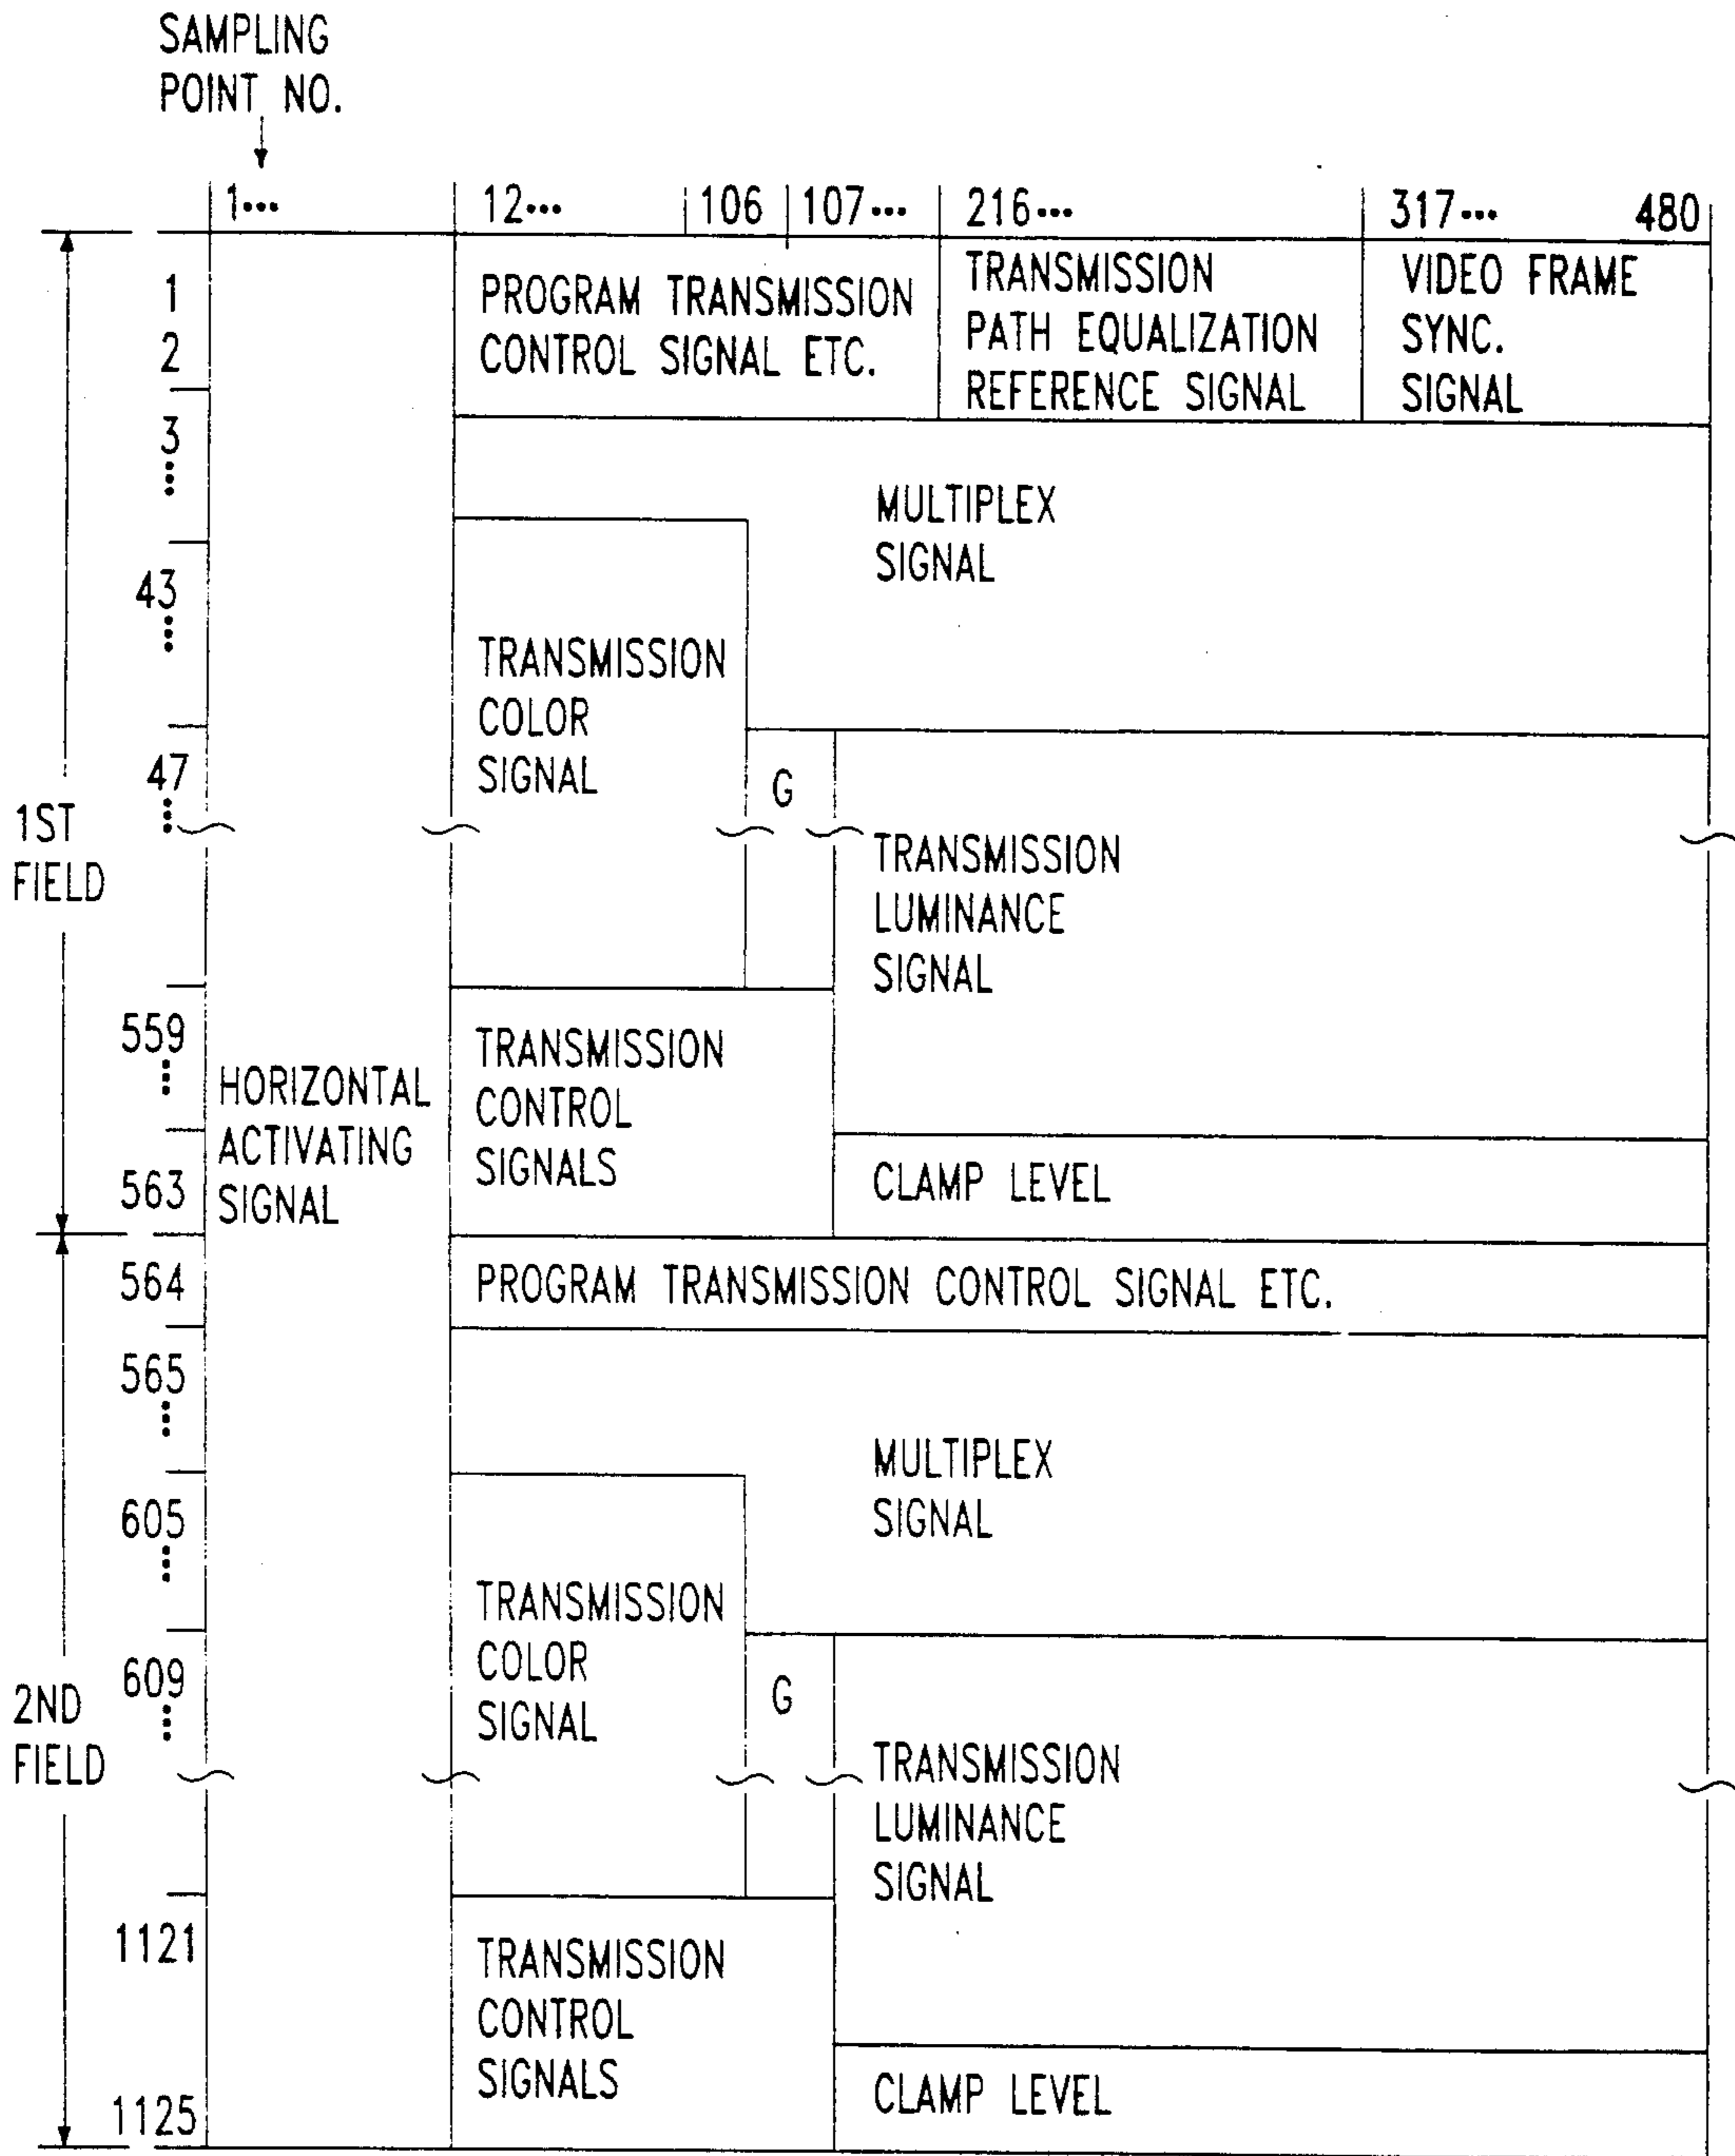 SAMPLING
POINT NO.
1••• 12••• 106 107••• 216••• 317••• 480
1
2
PROGRAM TRANSMISSION
CONTROL SIGNAL ETC.
TRANSMISSION
PATH EQUALIZATION
REFERENCE SIGNAL
VIDEO FRAME
SYNC.
SIGNAL
3
MULTIPLEX
SIGNAL
43
TRANSMISSION
COLOR
SIGNAL
47
G
1ST
FIELD
TRANSMISSION
LUMINANCE
SIGNAL
559
HORIZONTAL
ACTIVATING
SIGNAL
TRANSMISSION
CONTROL
SIGNALS
563
CLAMP LEVEL
564
PROGRAM TRANSMISSION CONTROL SIGNAL ETC.
565
MULTIPLEX
SIGNAL
605
TRANSMISSION
COLOR
SIGNAL
609
G
2ND
FIELD
TRANSMISSION
LUMINANCE
SIGNAL
1121
TRANSMISSION
CONTROL
SIGNALS
CLAMP LEVEL
1125